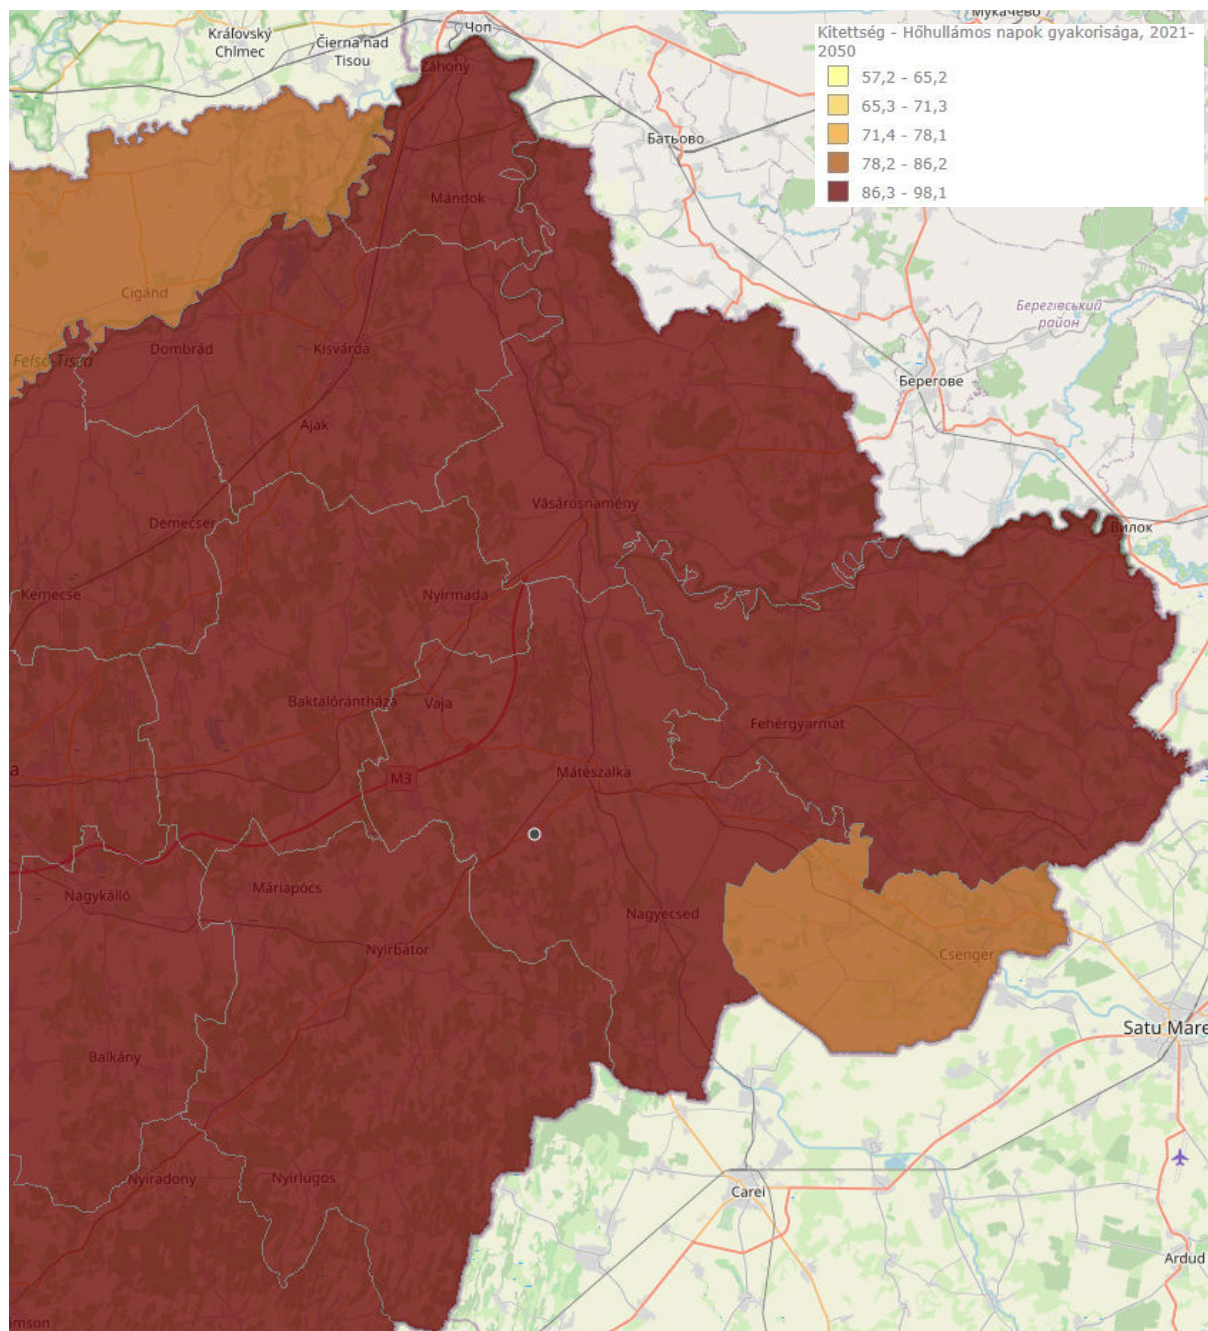 Мукачево
Чоп
Kráľovský
Chlmec
Čierna nad
Tisou
Kitettség - Hőhullámos napok gyakorisága, 2021-
2050
57,2 - 65,2
65,3 - 71,3
71,4 - 78,1
78,2 - 86,2
86,3 - 98,1
Záhony
Батьово
Mándok
Cigánd
Берегівський
район
Felső-Tisza
Dombrád
Kisvárda
Берегове
Ajak
Vásárosnamény
Demecser
Вилок
Kemecse
Nyírmada
Baktalórántháza
Vaja
Fehérgyarmat
a
M3
Mátészalka
Nagykálló
Máriapócs
Nagyecsed
Nyírbátor
Csenger
Satu Mare
Balkány
Nyíradony
Nyírlugos
Carei
Ardud
amson